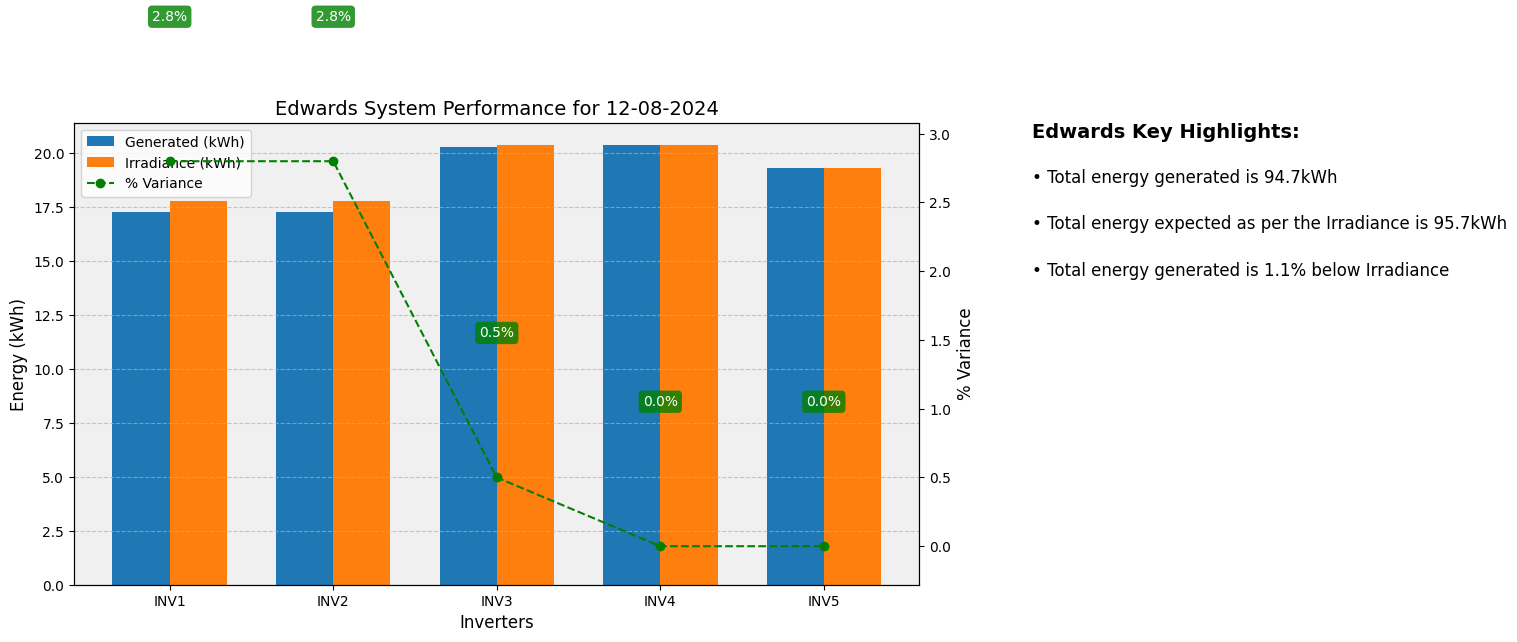 2.8%
2.8%
Edwards System Performance for 12-08-2024
Generated (kWh)
Irradiance (kWh)
% Variance
20.0
17.5
15.0
12.5
10.0
7.5
5.0
2.5
0.0
Energy (kWh)
0.5%
0.0%
0.0%
INV1
INV2
INV3
INV4
INV5
Inverters
3.0
2.5
2.0
1.5
1.0
0.5
0.0
% Variance
Edwards Key Highlights:
• Total energy generated is 94.7kWh
• Total energy expected as per the Irradiance is 95.7kWh
• Total energy generated is 1.1% below Irradiance